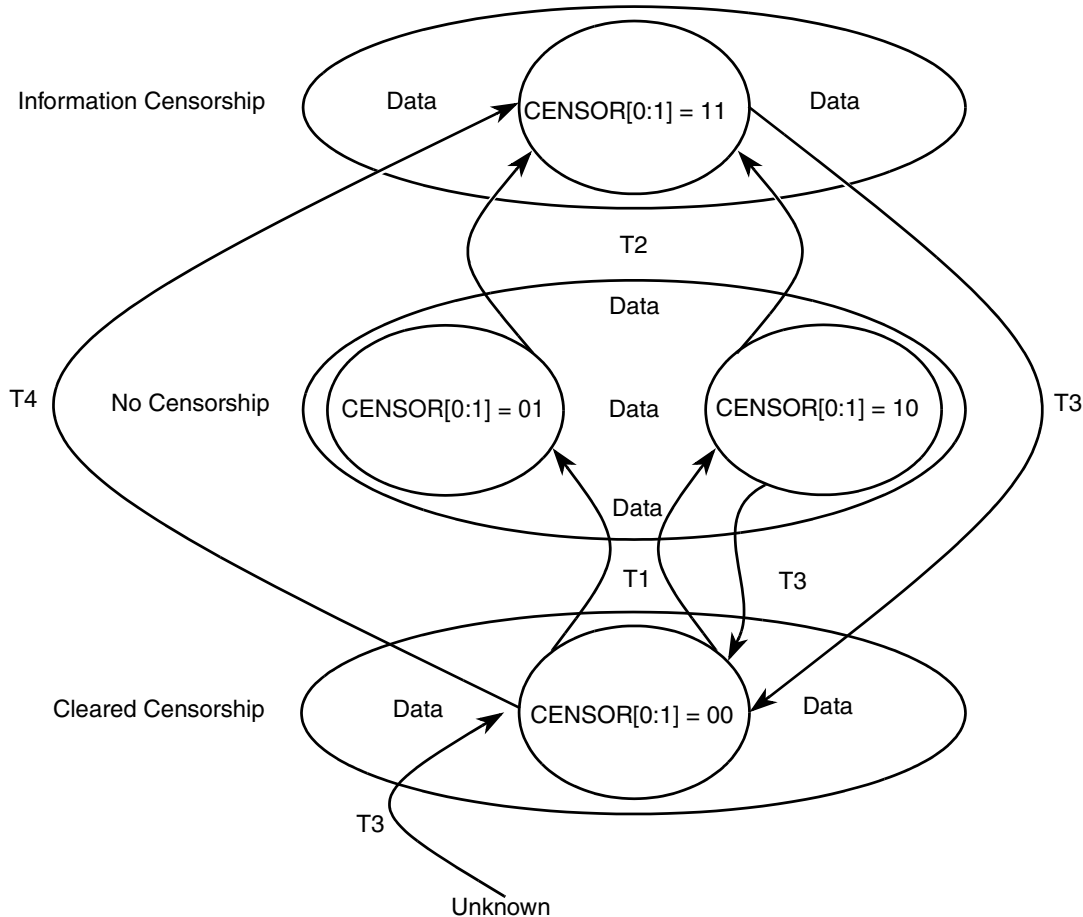 Information Censorship
Data
CENSOR[0:1] = 11
Data
T2
Data
T4
No Censorship
CENSOR[0:1] = 01
Data
CENSOR[0:1] = 10
T3
Data
T1
T3
Cleared Censorship
Data
CENSOR[0:1] = 00
Data
T3
Unknown